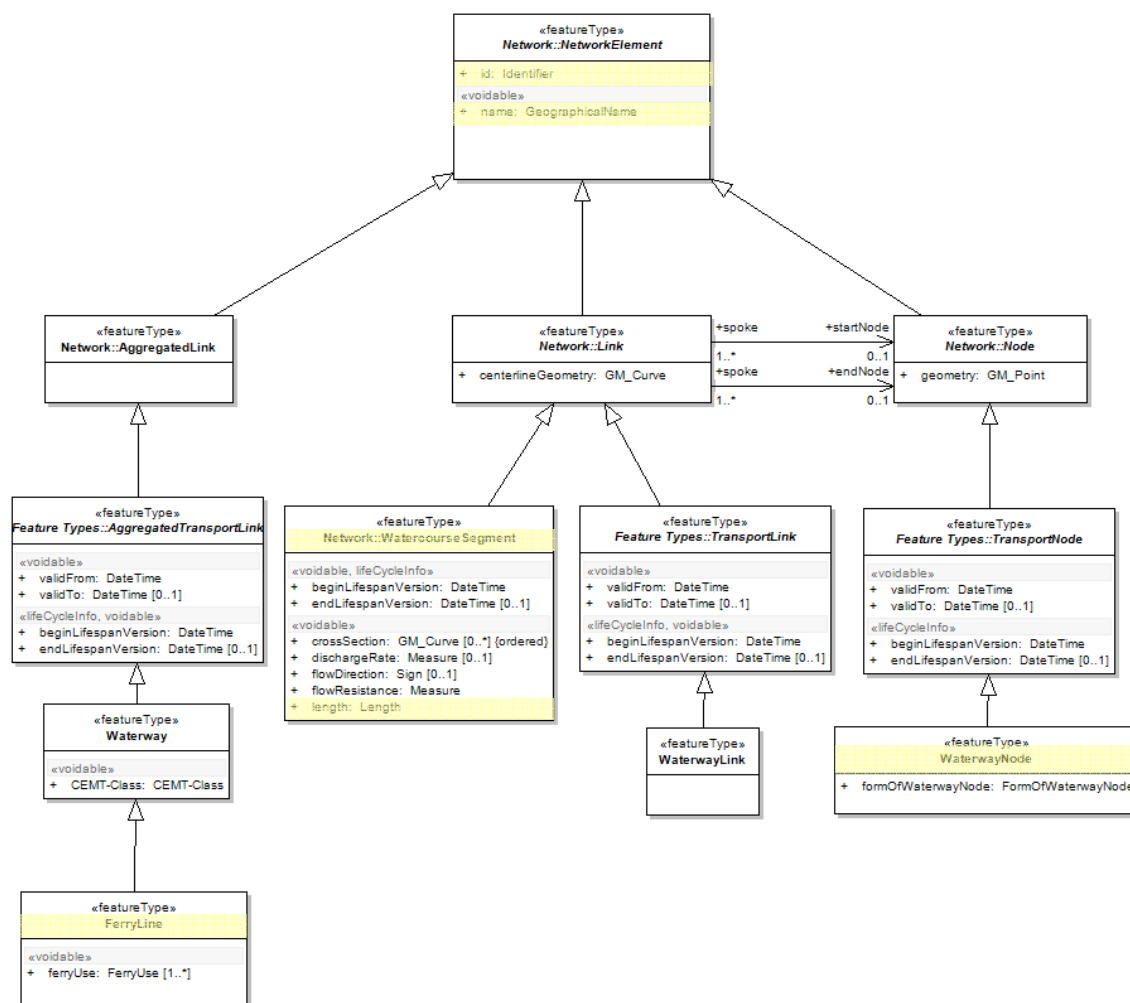 «featureType»
Network::NetworkElement
+ id: Identifier
«voidable»
+ name: GeographicalName
«featureType»
Network::AggregatedLink
«featureType»
Network::Link
+ centerlineGeometry: GM_Curve
+spoke +startNode
1..* 0..1
+spoke +endNode
1..* 0..1
«featureType»
Network::Node
+ geometry: GM_Point
«featureType»
Feature Types::AggregatedTransportLink
«voidable»
+ validFrom: DateTime
+ validTo: DateTime [0..1]
«lifeCycleInfo, voidable»
+ beginLifespanVersion: DateTime
+ endLifespanVersion: DateTime [0..1]
«featureType»
Network::WatercourseSegment
«voidable, lifeCycleInfo»
+ beginLifespanVersion: DateTime
+ endLifespanVersion: DateTime [0..1]
«voidable»
+ crossSection: GM_Curve [0..*] {ordered}
+ dischargeRate: Measure [0..1]
+ flowDirection: Sign [0..1]
+ flowResistance: Measure
+ length: Length
«featureType»
Feature Types::TransportLink
«voidable»
+ validFrom: DateTime
+ validTo: DateTime [0..1]
«lifeCycleInfo, voidable»
+ beginLifespanVersion: DateTime
+ endLifespanVersion: DateTime [0..1]
«featureType»
Feature Types::TransportNode
«voidable»
+ validFrom: DateTime
+ validTo: DateTime [0..1]
«lifeCycleInfo»
+ beginLifespanVersion: DateTime
+ endLifespanVersion: DateTime [0..1]
«featureType»
Waterway
«voidable»
+ CEMT-Class: CEMT-Class
«featureType»
WaterwayLink
«featureType»
WaterwayNode
+ formOfWaterwayNode: FormOfWaterwayNode
«featureType»
FerryLine
«voidable»
+ ferryUse: FerryUse [1..*]